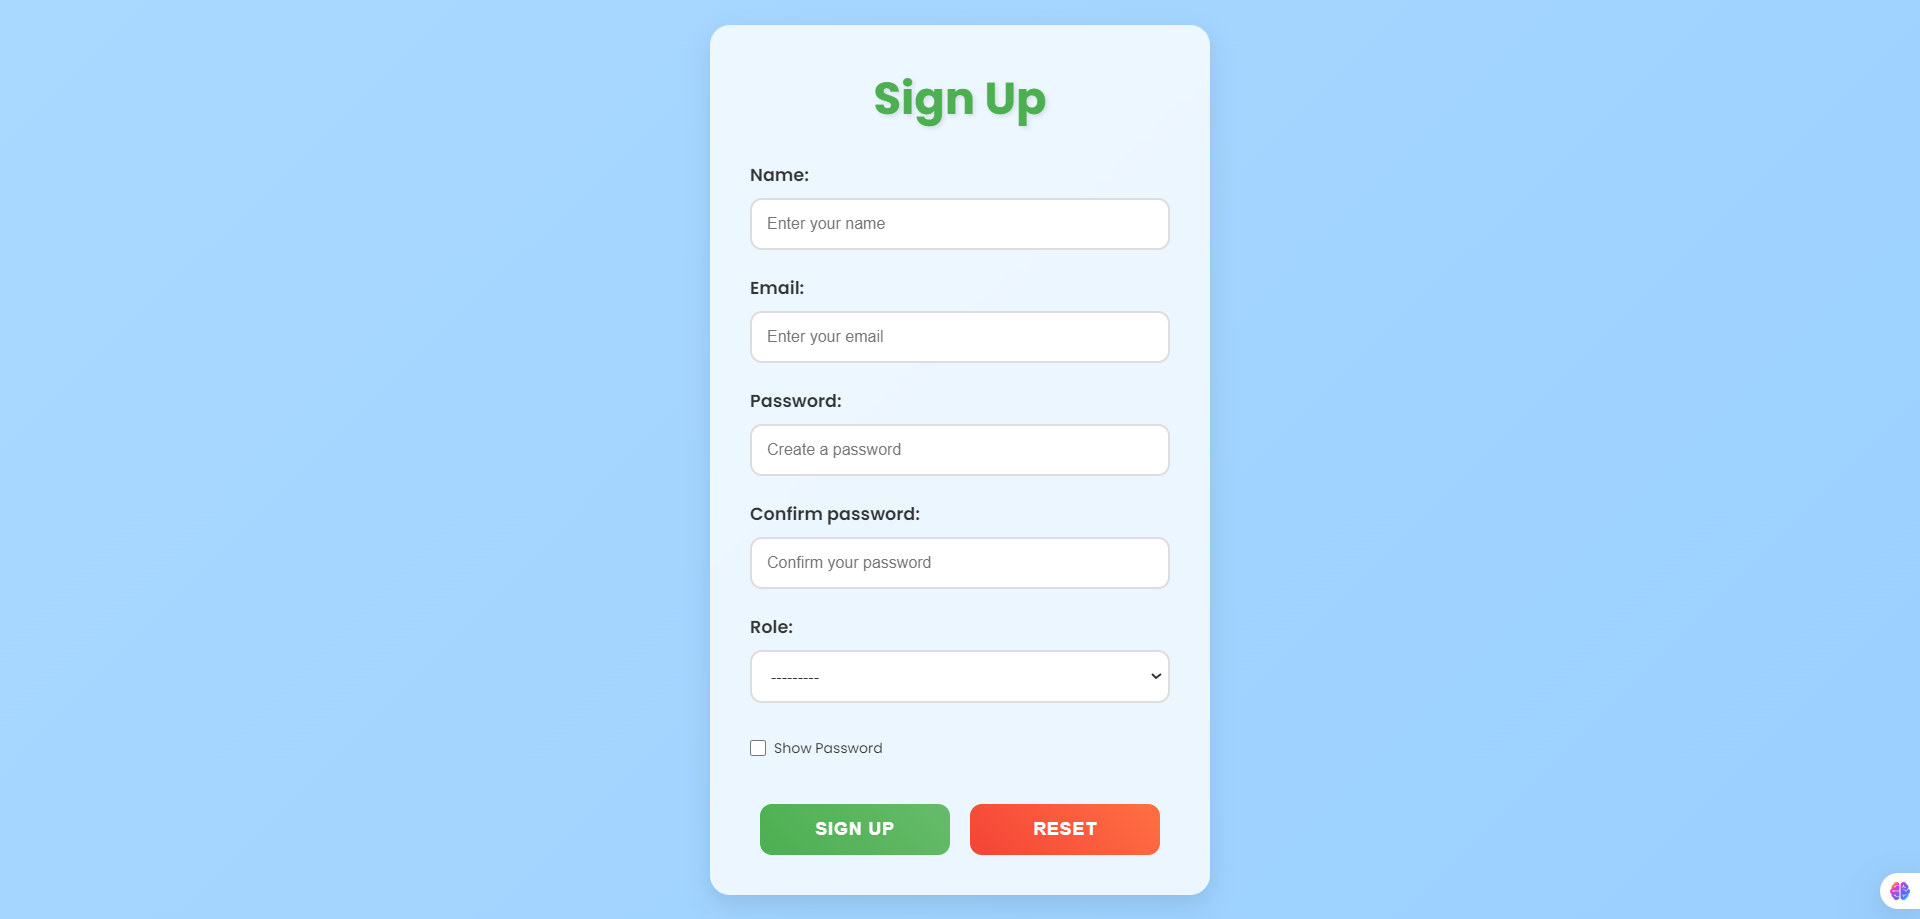 Sign Up
Name:
Enter your name
Email:
Enter your email
Password:
Create a password
Confirm password:
Confirm your password
Role:
---------
Show Password
SIGN UP
RESET